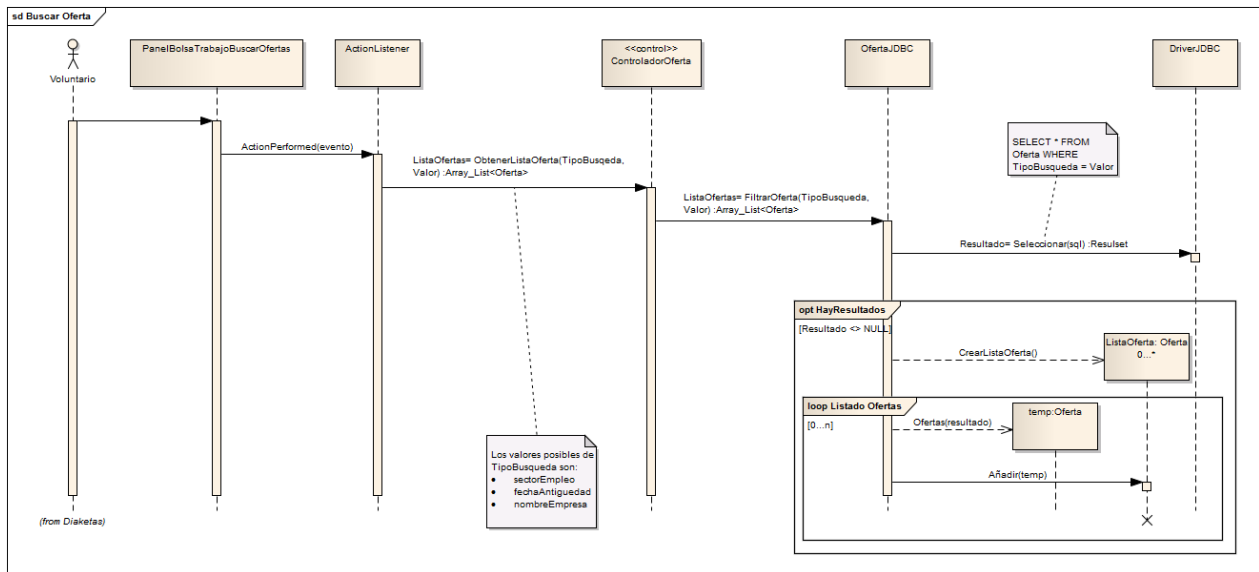 sd Buscar Oferta
Voluntario
PanelBolsaTrabajoBuscarOfertas
ActionListener
<<control>>
ControladorOferta
OfertaJDBC
DriverJDBC
SELECT * FROM
Oferta WHERE
TipoBusqueda = Valor
ActionPerformed(evento)
ListaOfertas= ObtenerListaOferta(TipoBusqeda,
Valor) :Array_List<Oferta>
ListaOfertas= FiltrarOferta(TipoBusqueda,
Valor) :Array_List<Oferta>
Resultado= Seleccionar(sql) :Resulset
opt HayResultados
[Resultado <> NULL]
CrearListaOferta()
ListaOferta: Oferta
0...*
loop Listado Ofertas
[0...n]
Ofertas(resultado)
temp:Oferta
Añadir(temp)
Los valores posibles de
TipoBusqueda son:
• sectorEmpleo
• fechaAntiguedad
• nombreEmpresa
(from Diaketas)